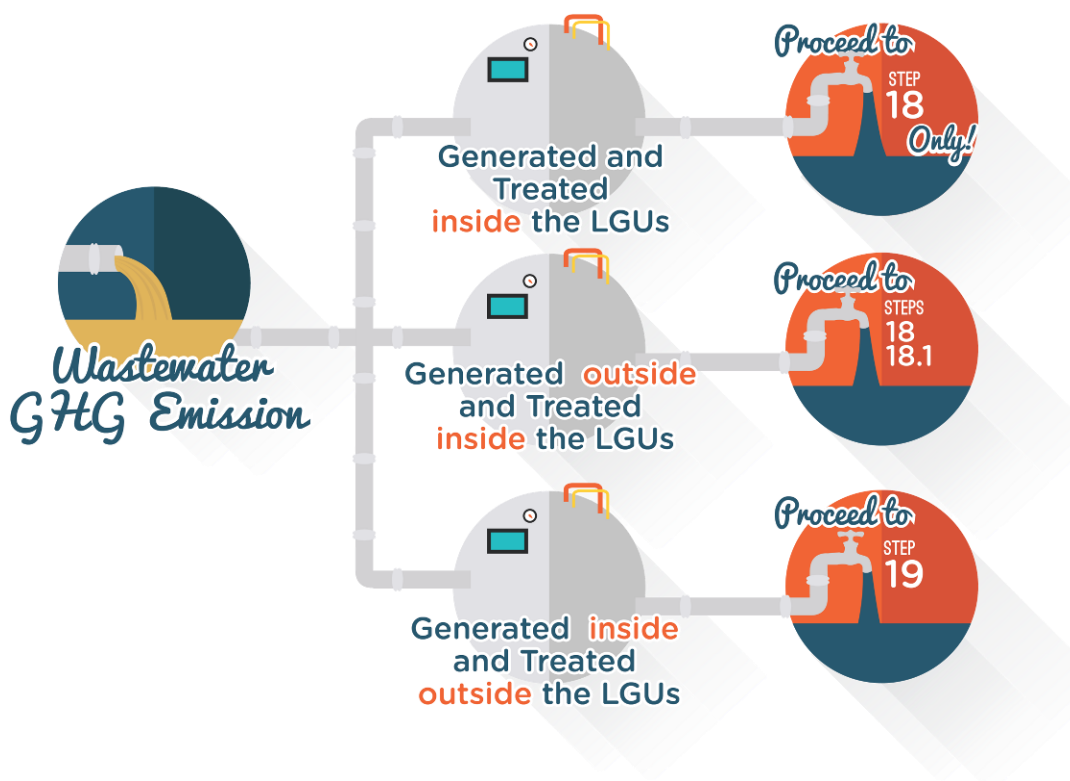 Wastewater
GHG Emission
Generated and
Treated
inside the LGUs
Proceed to
STEP
18
Only!
Generated outside
and Treated
inside the LGUs
Proceed to
STEPS
18
18.1
Generated inside
and Treated
outside the LGUs
Proceed to
STEP
19